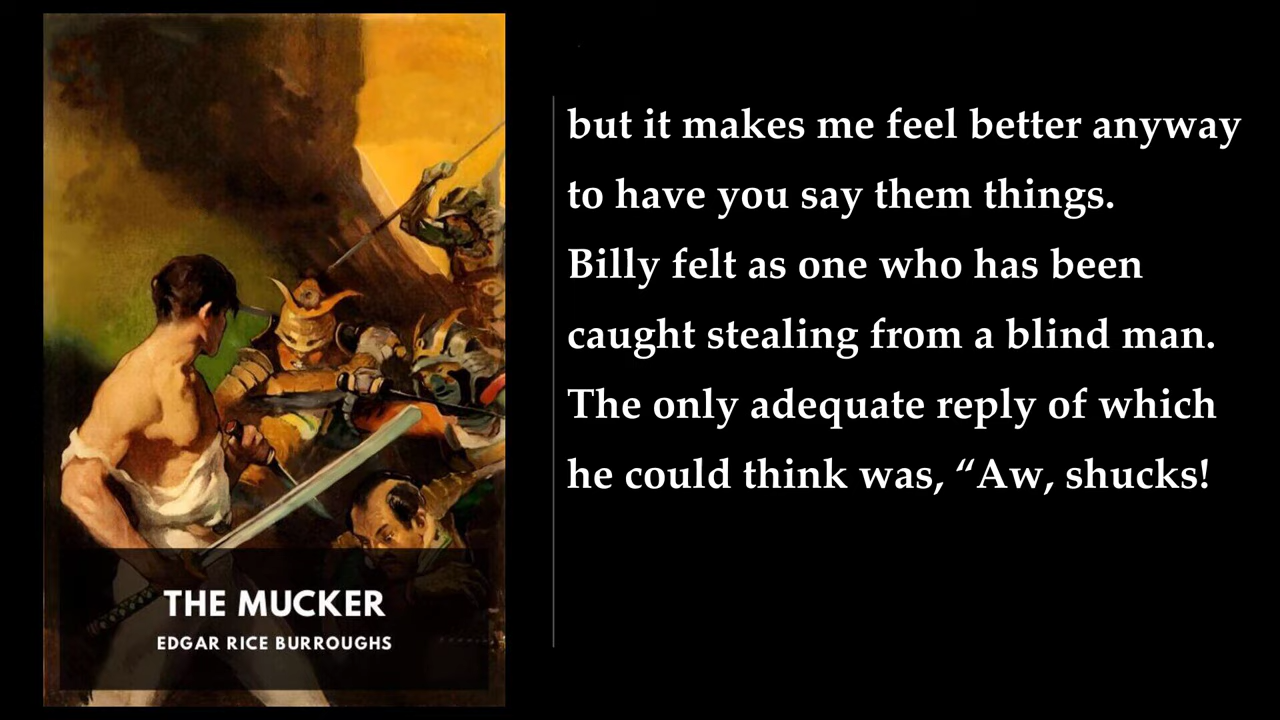 but it makes me feel better anyway
to have you say them things.
Billy felt as one who has been
caught stealing from a blind man.
The only adequate reply of which
he could think was, “Aw, shucks!
THE MUCKER
EDGAR RICE BURROUGHS